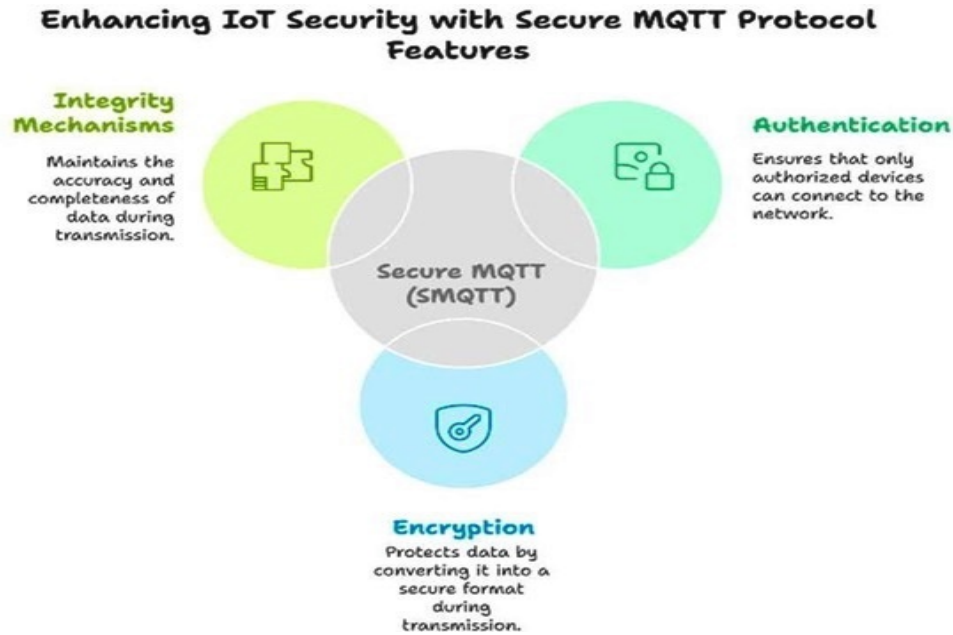 Enhancing IoT Security with Secure MQTT Protocol
Features
Integrity
Mechanisms
Maintains the
accuracy and
completeness of
data during
transmission.
Authentication
Ensures that only
authorized devices
can connect to the
network.
Secure MQTT
(SMQTT)
Encryption
Protects data by
converting it into a
secure format
during
transmission.